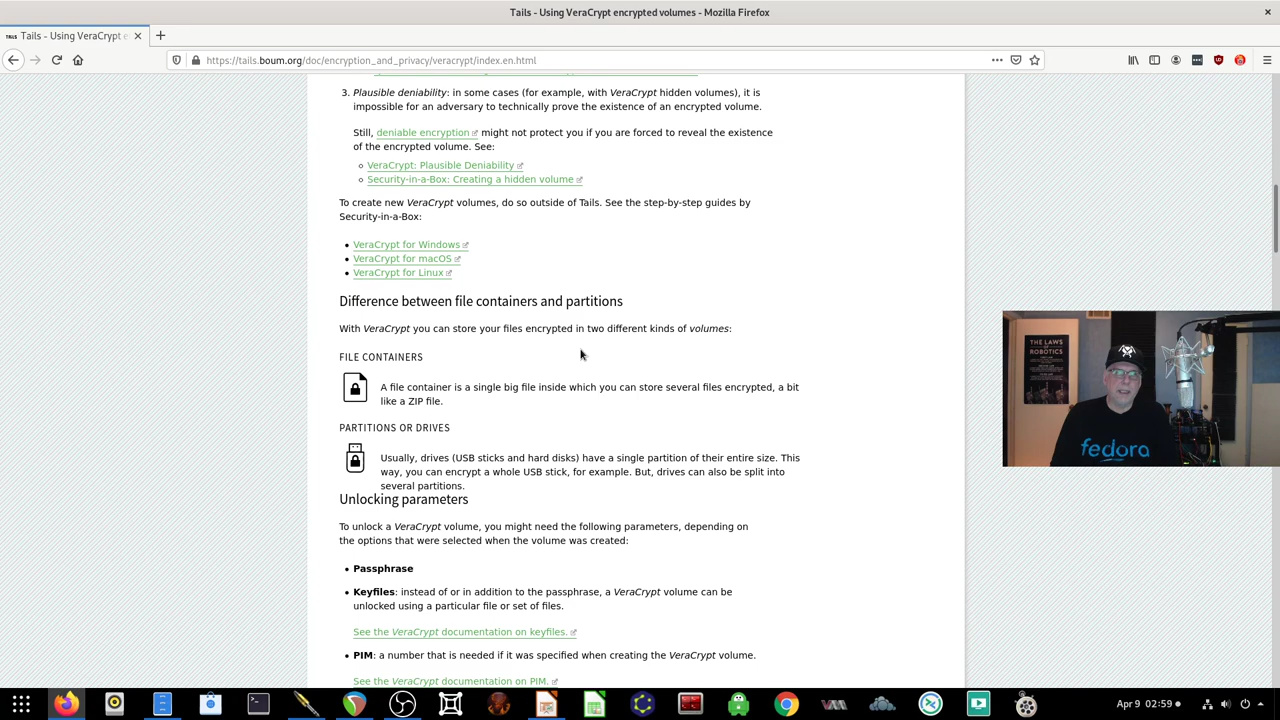 Tails - Using VeraCrypt encrypted volumes - Mozilla Firefox
Tails - Using VeraCrypt e
https://tails.boum.org/doc/encryption_and_privacy/veracrypt/index.en.html
3. Plausible deniability: in some cases (for example, with VeraCrypt hidden volumes), it is
impossible for an adversary to technically prove the existence of an encrypted volume.
Still, deniable encryption might not protect you if you are forced to reveal the existence
of the encrypted volume. See:
VeraCrypt: Plausible Deniability
Security-in-a-Box: Creating a hidden volume
To create new VeraCrypt volumes, do so outside of Tails. See the step-by-step guides by
Security-in-a-Box:
VeraCrypt for Windows
VeraCrypt for macOS
VeraCrypt for Linux
Difference between file containers and partitions
With VeraCrypt you can store your files encrypted in two different kinds of volumes:
FILE CONTAINERS
A file container is a single big file inside which you can store several files encrypted, a bit
like a ZIP file.
PARTITIONS OR DRIVES
Usually, drives (USB sticks and hard disks) have a single partition of their entire size. This
way, you can encrypt a whole USB stick, for example. But, drives can also be split into
several partitions.
Unlocking parameters
To unlock a VeraCrypt volume, you might need the following parameters, depending on
the options that were selected when the volume was created:
Passphrase
Keyfiles: instead of or in addition to the passphrase, a VeraCrypt volume can be
unlocked using a particular file or set of files.
See the VeraCrypt documentation on keyfiles.
PIM: a number that is needed if it was specified when creating the VeraCrypt volume.
See the VeraCrypt documentation on PIM.
THE LAWS
OF
ROBOTICS
fedora
Apr 9 02:59